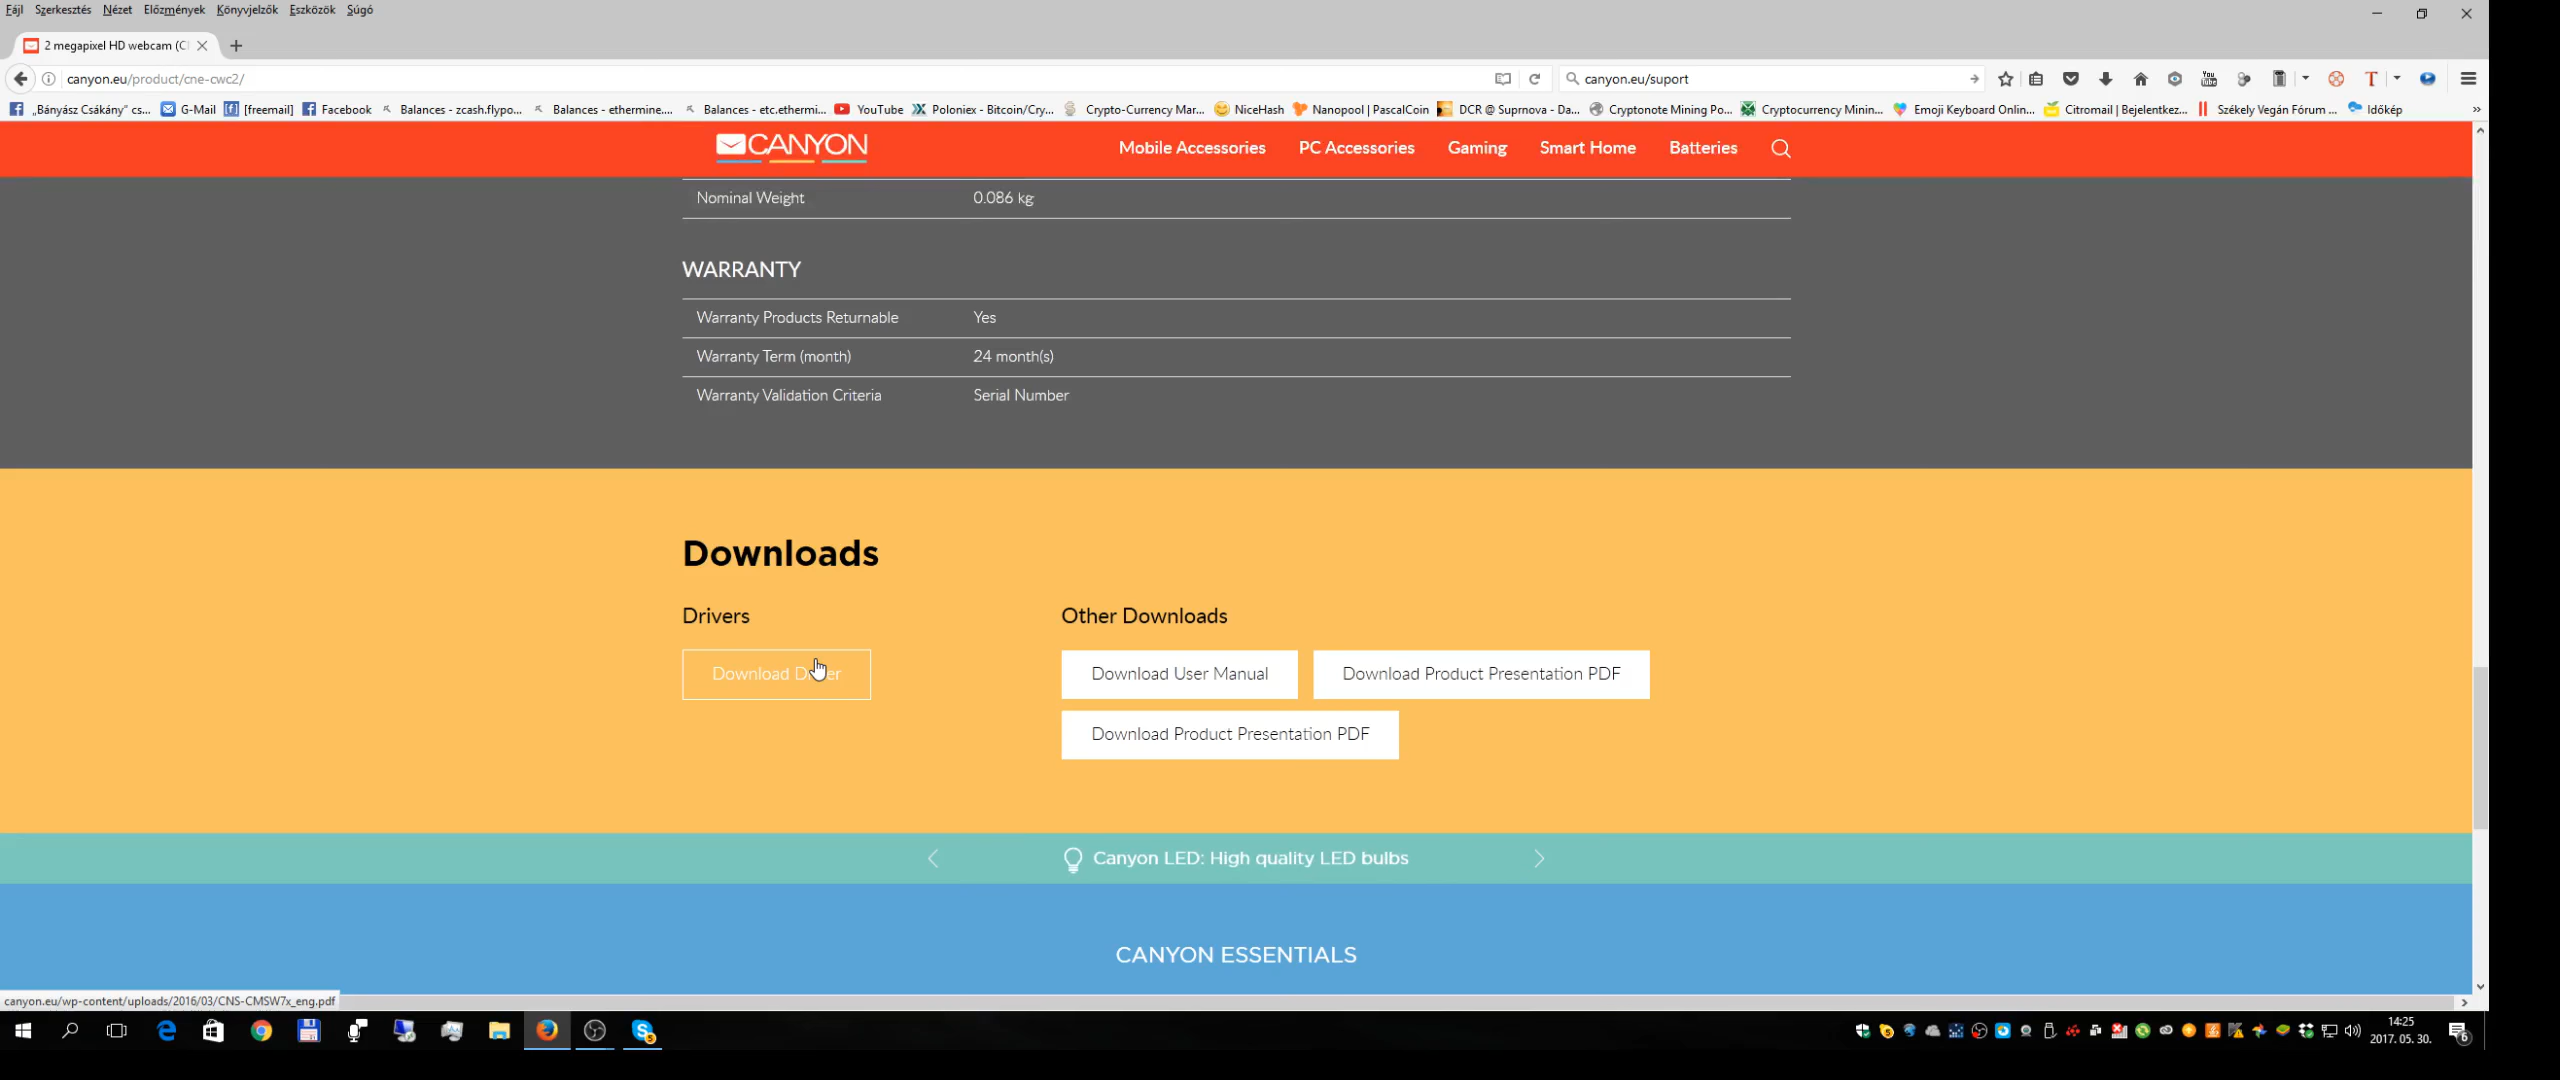 Fájl Szerkesztés Nézet Előzmények Könyvjelzők Eszközök Súgó
2 megapixel HD webcam (C
canyon.eu/product/cne-cwc2/
canyon.eu/suport
„Bányász Csákány" cs... G-Mail [freemail] Facebook Balances - zcash.flypo... Balances - ethermine.... Balances - etc.ethermi... YouTube Poloniex - Bitcoin/Cry... Crypto-Currency Mar... NiceHash Nanopool | PascalCoin DCR @ Suprnova - Da... Cryptonote Mining Po... Cryptocurrency Minin... Emoji Keyboard Onlin... Citromail | Bejelentkez... Székely Vegán Fórum ... Időkép
CANYON
Mobile Accessories PC Accessories Gaming Smart Home Batteries
Nominal Weight 0.086 kg
WARRANTY
Warranty Products Returnable Yes
Warranty Term (month) 24 month(s)
Warranty Validation Criteria Serial Number
Downloads
Drivers
Other Downloads
Download Driver
Download User Manual
Download Product Presentation PDF
Download Product Presentation PDF
Canyon LED: High quality LED bulbs
CANYON ESSENTIALS
canyon.eu/wp-content/uploads/2016/03/CNS-CMSW7x_eng.pdf
14:25
2017. 05. 30.
6